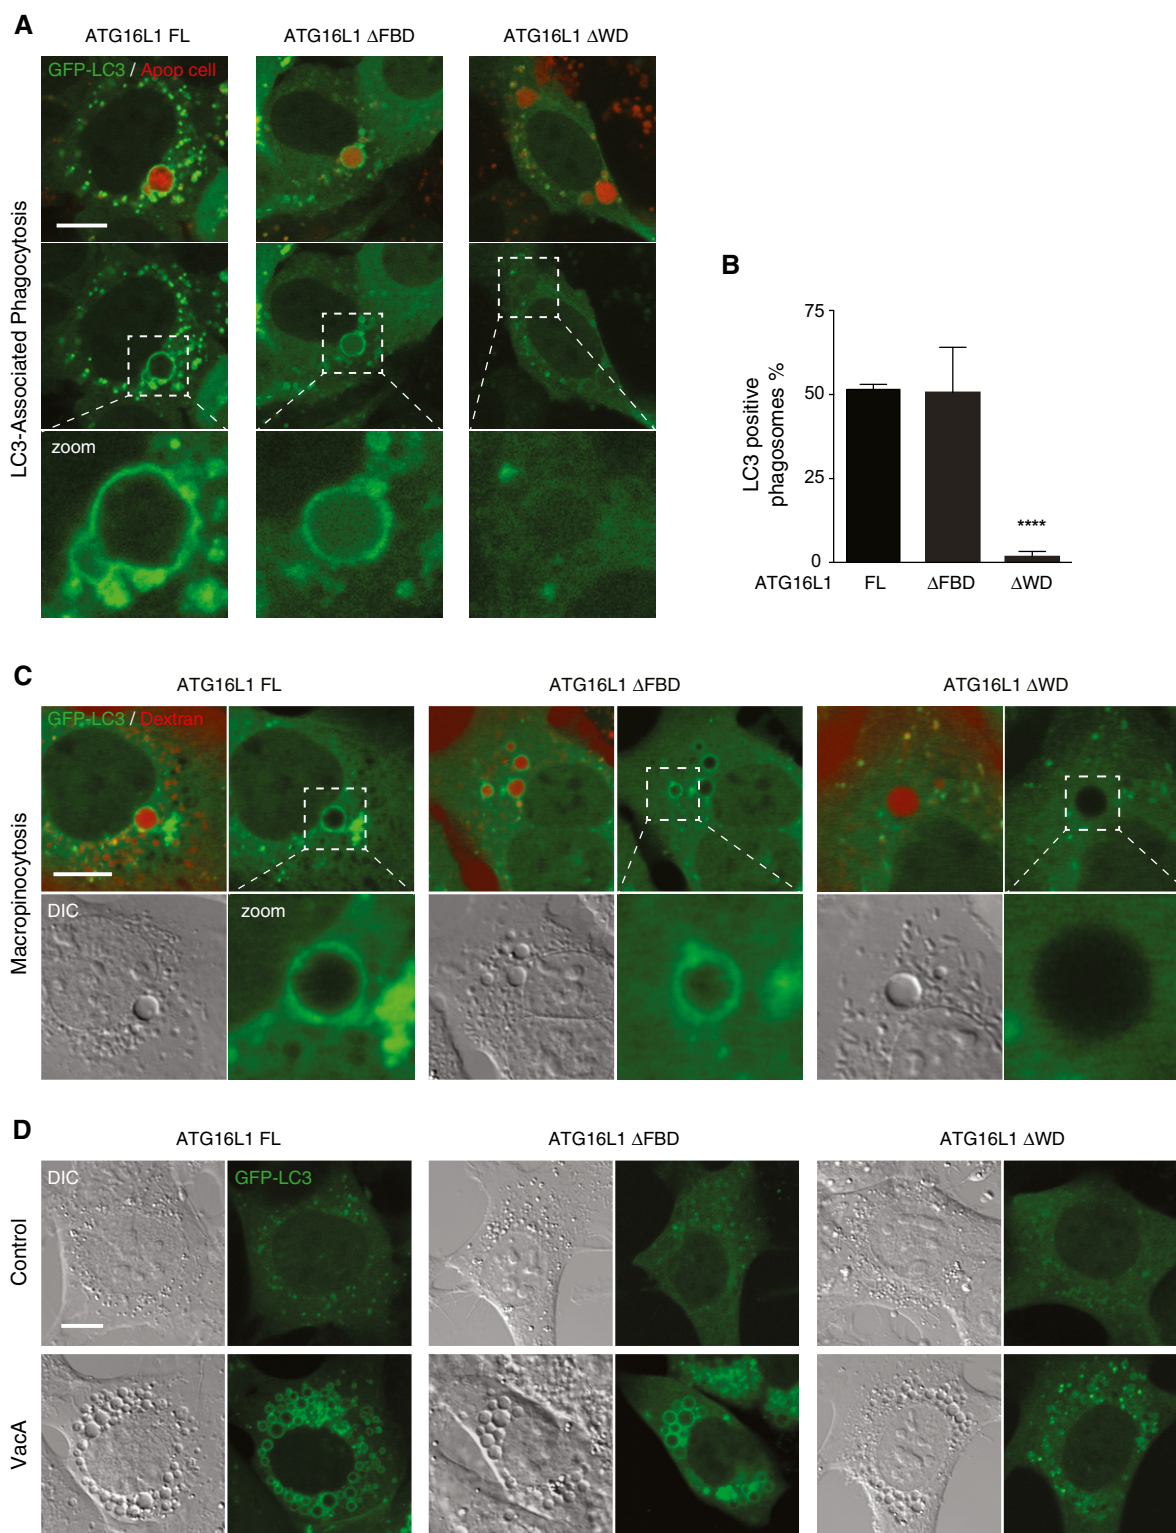 A
ATG16L1 FL
ATG16L1 ΔFBD
ATG16L1 ΔWD
GFP-LC3 / Apop cell
LC3-Associated Phagocytosis
zoom
B
75
50
25
0
LC3 positive
phagosomes %
****
ATG16L1
FL
ΔFBD
ΔWD
C
ATG16L1 FL
ATG16L1 ΔFBD
ATG16L1 ΔWD
GFP-LC3 / Dextran
Macropinocytosis
DIC
zoom
D
ATG16L1 FL
ATG16L1 ΔFBD
ATG16L1 ΔWD
DIC
GFP-LC3
Control
VacA